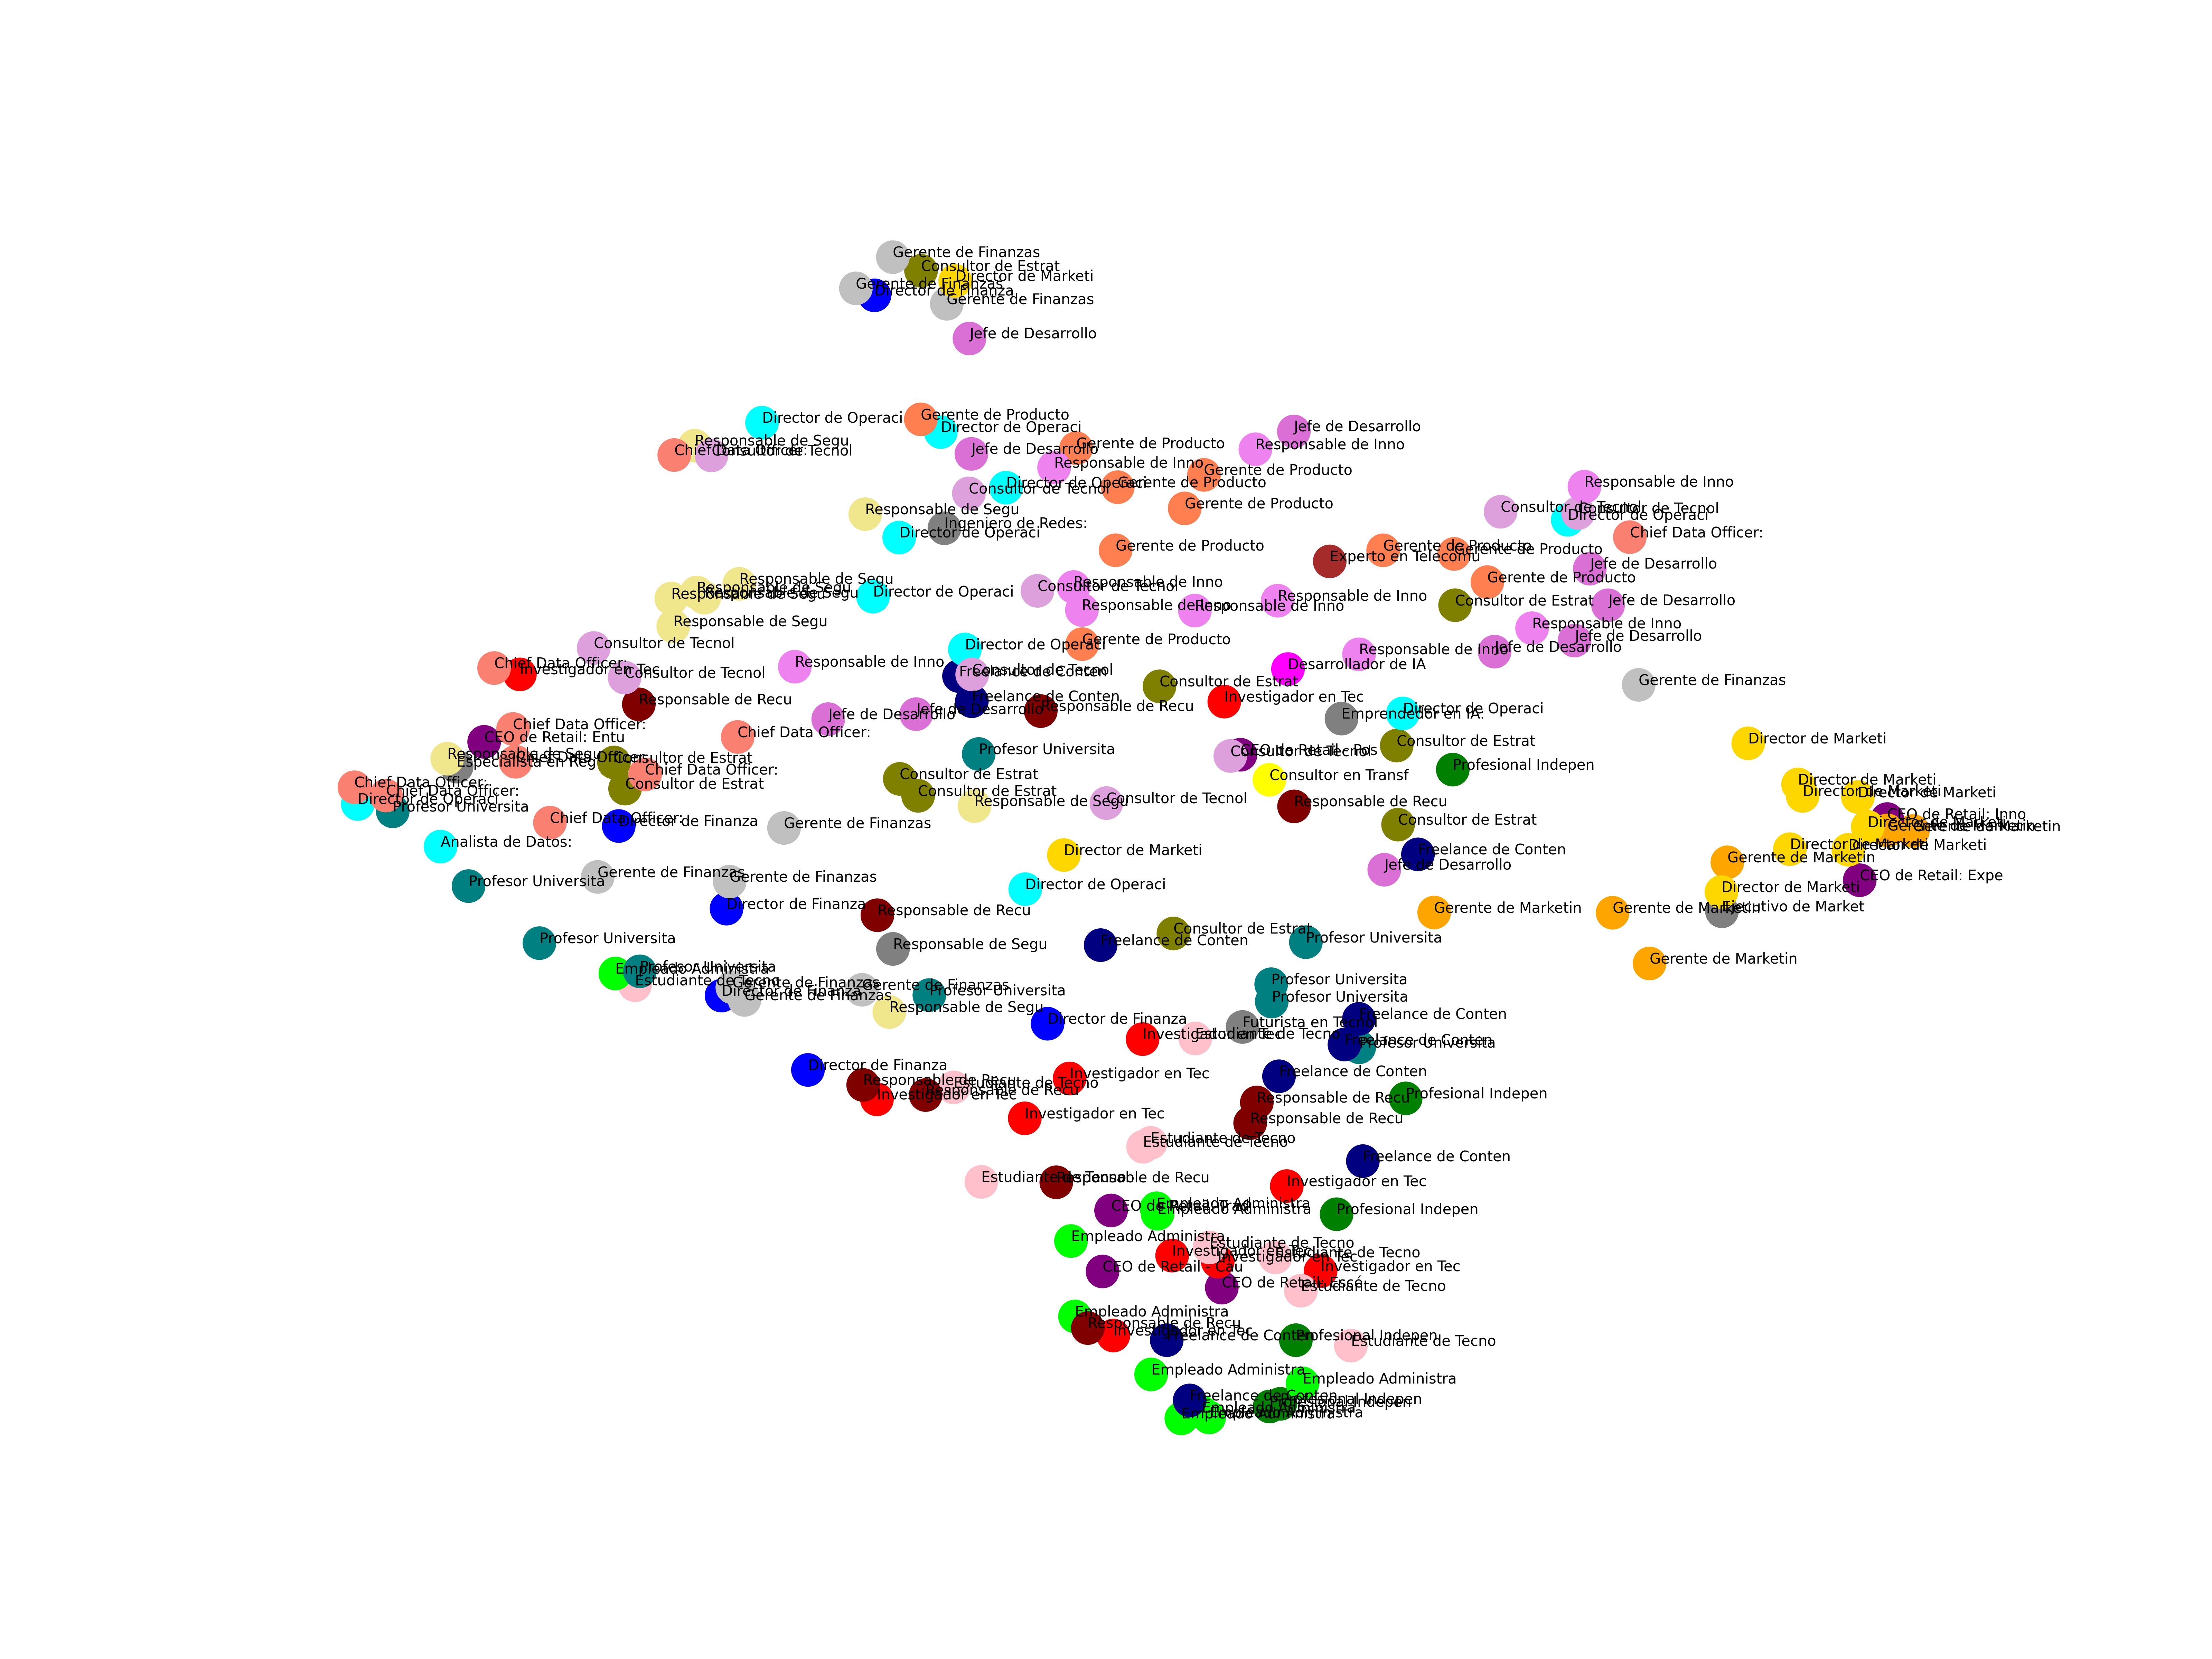 Gerente de Finanzas
Consultor de Estrat
Director de Marketi
Gerente de Finanzas
Director de Finanza
Gerente de Finanzas
Jefe de Desarrollo
Director de Operaci
Gerente de Producto
Director de Operaci
Jefe de Desarrollo
Responsable de Segu
Chief Data Officer:
Consultor de Tecnol
Jefe de Desarrollo
Gerente de Producto
Responsable de Inno
Responsable de Inno
Gerente de Producto
Director de Operaci
Gerente de Producto
Consultor de Tecnol
Responsable de Inno
Gerente de Producto
Responsable de Segu
Consultor de Tecnol
Consultor de Tecnol
Director de Operaci
Ingeniero de Redes:
Director de Operaci
Chief Data Officer:
Gerente de Producto
Gerente de Producto
Gerente de Producto
Experto en Telecomu
Jefe de Desarrollo
Responsable de Segu
Gerente de Producto
Responsable de Segu
Responsable de Segu
Responsable de Segu
Director de Operaci
Responsable de Inno
Consultor de Tecnol
Responsable de Inno
Consultor de Estrat
Jefe de Desarrollo
Responsable de Inno
Responsable de Inno
Responsable de Segu
Responsable de Inno
Consultor de Tecnol
Director de Operaci
Gerente de Producto
Jefe de Desarrollo
Responsable de Inno
Jefe de Desarrollo
Chief Data Officer:
Investigador en Tec
Consultor de Tecnol
Responsable de Inno
Freelance de Conten
Consultor de Tecnol
Desarrollador de IA
Consultor de Estrat
Gerente de Finanzas
Responsable de Recu
Freelance de Conten
Responsable de Recu
Investigador en Tec
Jefe de Desarrollo
Jefe de Desarrollo
Emprendedor en IA:
Director de Operaci
Chief Data Officer:
CEO de Retail: Entu
Chief Data Officer:
Director de Marketi
Consultor de Estrat
Profesor Universita
CEO de Retail - Pos
Consultor de Tecnol
Responsable de Segu
Especialista en Reg
Chief Data Officer:
Consultor de Estrat
Chief Data Officer:
Profesional Indepen
Consultor de Estrat
Consultor de Estrat
Consultor en Transf
Director de Marketi
Chief Data Officer:
Chief Data Officer:
Director de Operaci
Profesor Universita
Consultor de Estrat
Responsable de Segu
Consultor de Tecnol
Responsable de Recu
Director de Marketi
Director de Marketi
Chief Data Officer:
Director de Finanza
Gerente de Finanzas
Consultor de Estrat
CEO de Retail: Inno
Director de Marketi
Gerente de Marketin
Gerente de Marketin
Analista de Datos:
Director de Marketi
Freelance de Conten
Director de Marketi
Director de Marketi
Jefe de Desarrollo
Gerente de Marketin
Gerente de Finanzas
Gerente de Finanzas
Profesor Universita
Director de Operaci
CEO de Retail: Expe
Director de Marketi
Director de Finanza
Responsable de Recu
Gerente de Marketin
Gerente de Marketin
Ejecutivo de Market
Profesor Universita
Responsable de Segu
Freelance de Conten
Consultor de Estrat
Profesor Universita
Gerente de Marketin
Empleado Administra
Profesor Universita
Estudiante de Tecno
Gerente de Finanzas
Director de Finanza
Gerente de Finanzas
Gerente de Finanzas
Profesor Universita
Profesor Universita
Profesor Universita
Responsable de Segu
Director de Finanza
Futurista en Tecnol
Freelance de Conten
Investigador en Tec
Estudiante de Tecno
Freelance de Conten
Profesor Universita
Director de Finanza
Responsable de Recu
Investigador en Tec
Estudiante de Tecno
Responsable de Recu
Investigador en Tec
Freelance de Conten
Investigador en Tec
Responsable de Recu
Responsable de Recu
Profesional Indepen
Estudiante de Tecno
Estudiante de Tecno
Freelance de Conten
Estudiante de Tecno
Responsable de Recu
Investigador en Tec
CEO de Retail: Trad
Empleado Administra
Empleado Administra
Profesional Indepen
Empleado Administra
Estudiante de Tecno
Investigador en Tec
Investigador en Tec
Estudiante de Tecno
CEO de Retail - Cau
Investigador en Tec
CEO de Retail: Escé
Estudiante de Tecno
Empleado Administra
Responsable de Recu
Investigador en Tec
Freelance de Conten
Profesional Indepen
Estudiante de Tecno
Empleado Administra
Empleado Administra
Freelance de Conten
Profesional Indepen
Profesional Indepen
Empleado Administra
Empleado Administra
Empleado Administra